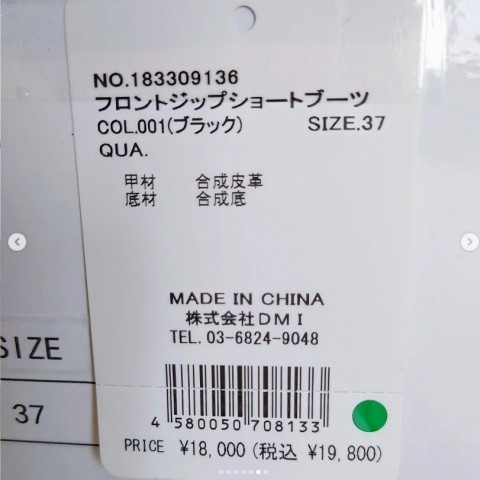 NO.183309136
フロントジップショートブーツ
COL.001(ブラック) SIZE.37
QUA.
甲材 合成皮革
底材 合成底
MADE IN CHINA
株式会社DMI
TEL. 03-6824-9048
SIZE
37
4 580050 708133
PRICE ¥18,000 (税込 ¥19,800)